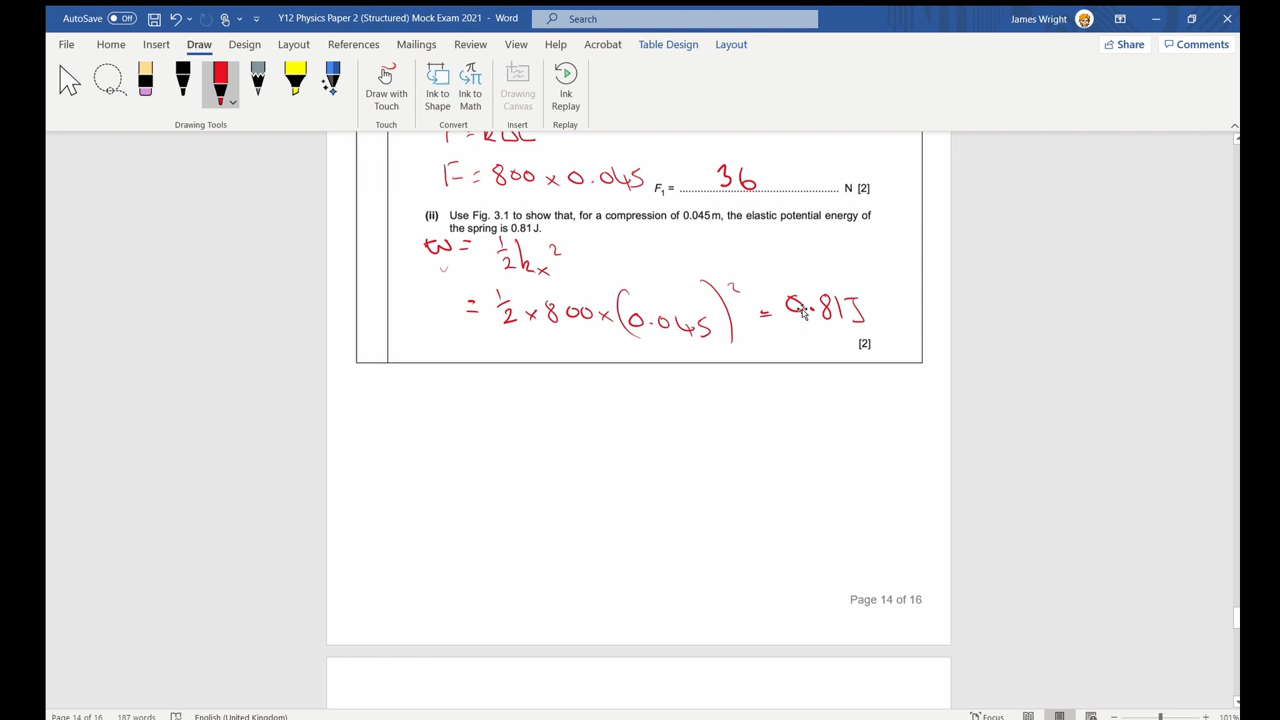 AutoSave Off Y12 Physics Paper 2 (Structured) Mock Exam 2021 - Word Search James Wright
File Home Insert Draw Design Layout References Mailings Review View Help Acrobat Table Design Layout Share Comments
Draw with Touch Ink to Shape Ink to Math Drawing Canvas Ink Replay
Touch Convert Insert Replay
Drawing Tools
F = 800 × 0.045 F1 = 36 N [2]
(ii) Use Fig. 3.1 to show that, for a compression of 0.045 m, the elastic potential energy of
the spring is 0.81 J.
W = 1/2 kx²
= 1/2 × 800 × (0.045)² = 0.81J
[2]
Page 14 of 16
Page 14 of 16 187 words English (United Kingdom) Focus 101%